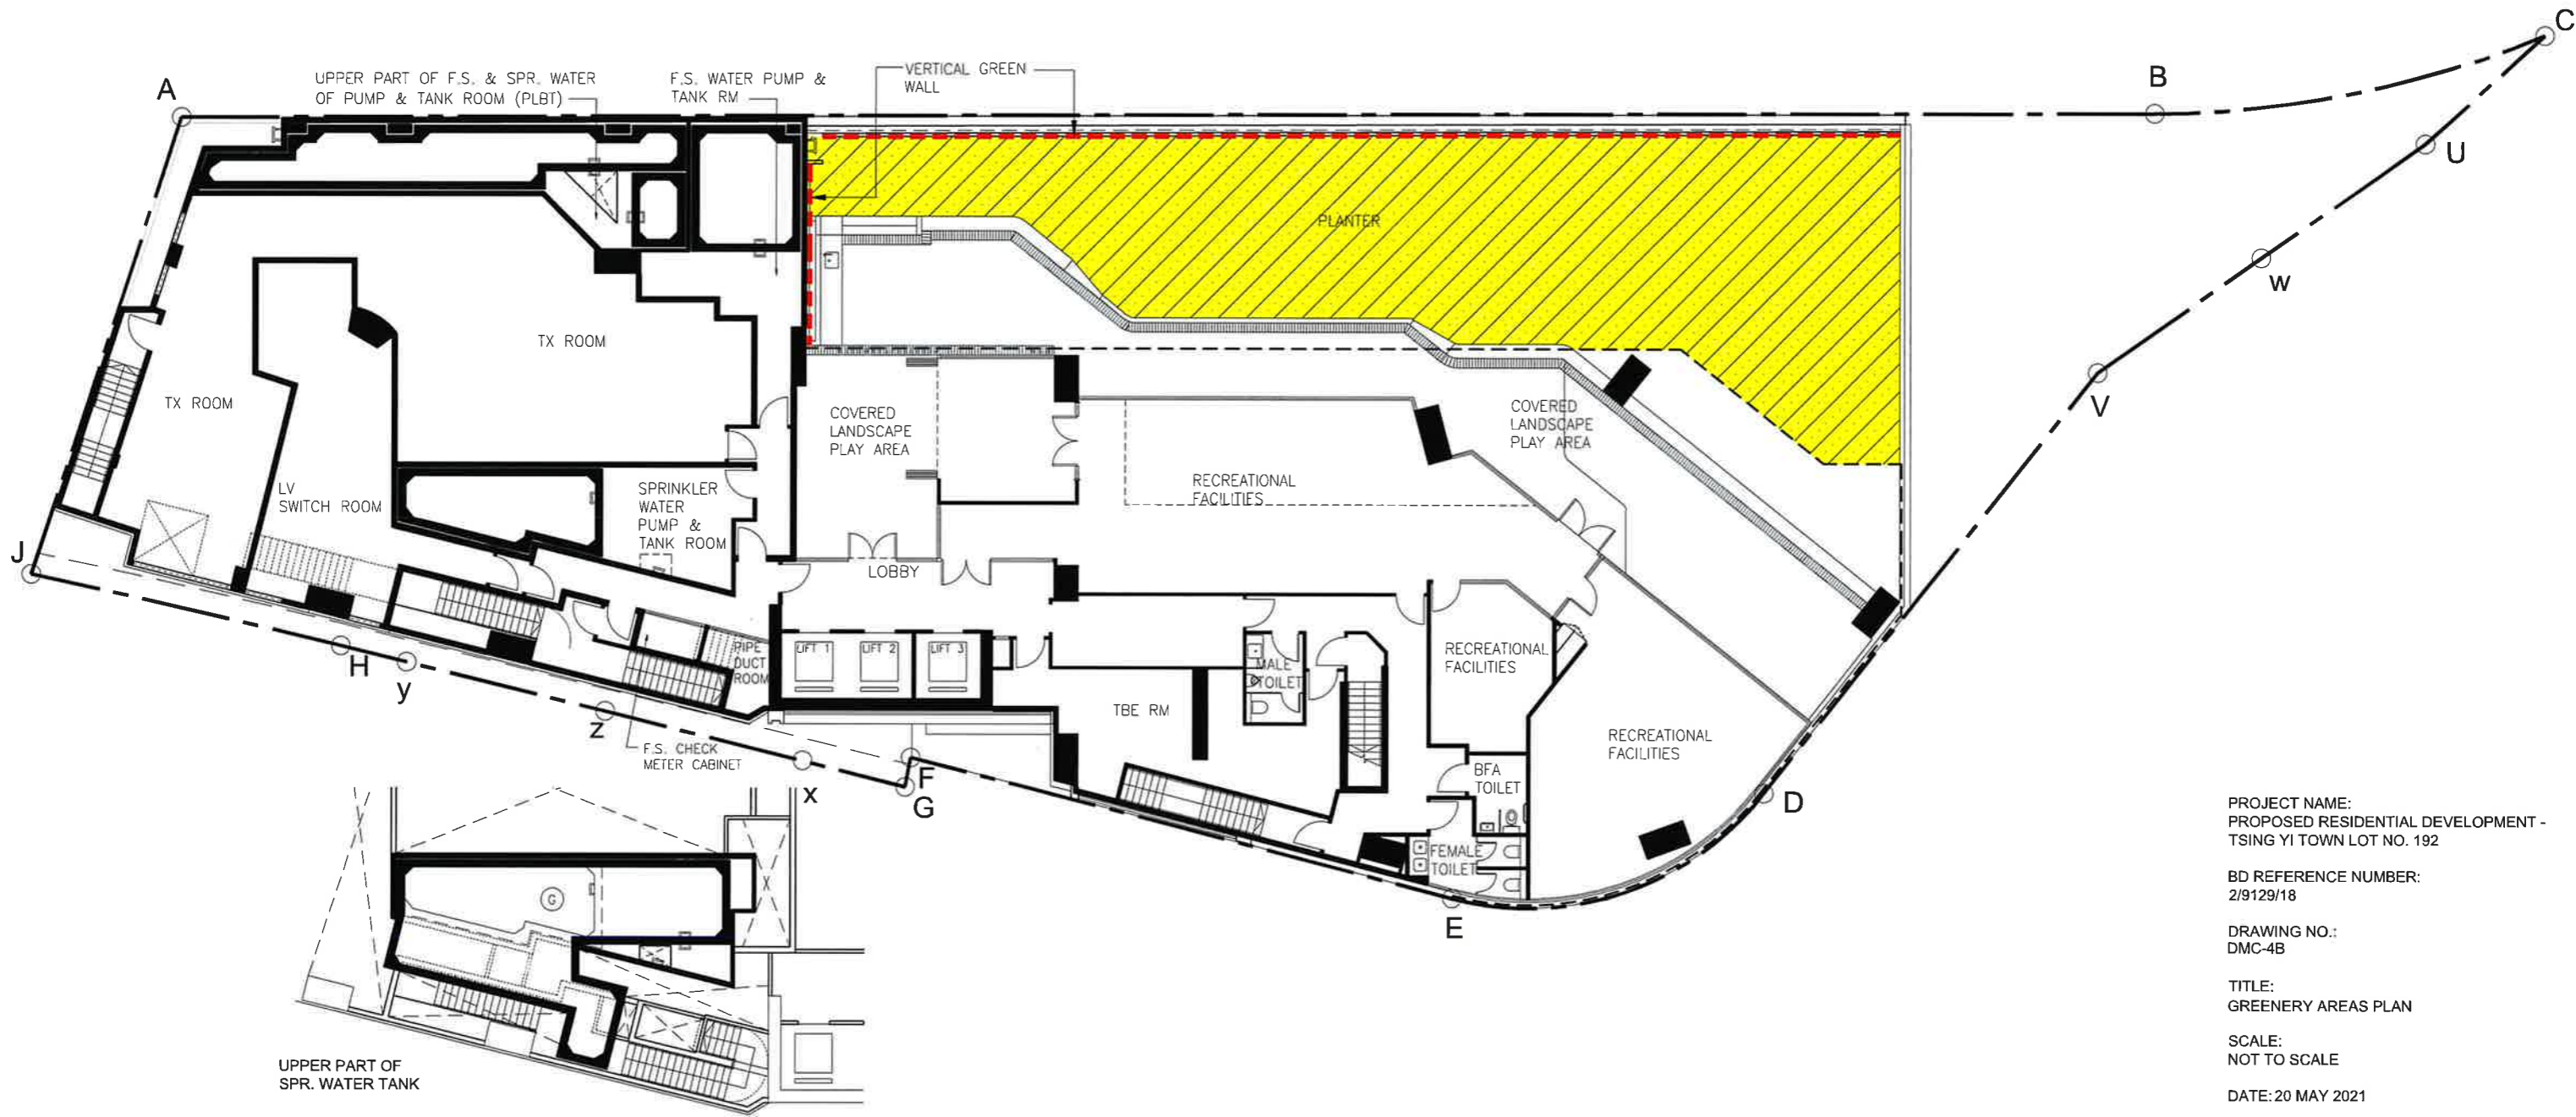 C
B
A
UPPER PART OF F.S. & SPR. WATER
OF PUMP & TANK ROOM (PLBT)
F.S. WATER PUMP &
TANK RM
VERTICAL GREEN
WALL
U
PLANTER
w
V
TX ROOM
TX ROOM
COVERED
LANDSCAPE
PLAY AREA
COVERED
LANDSCAPE
PLAY AREA
RECREATIONAL
FACILITIES
LV
SWITCH ROOM
SPRINKLER
WATER
PUMP &
TANK ROOM
J
LOBBY
H
y
z
PIPE
DUCT
ROOM
LIFT 1
LIFT 2
LIFT 3
MALE
TOILET
RECREATIONAL
FACILITIES
TBE RM
RECREATIONAL
FACILITIES
F.S. CHECK
METER CABINET
x
F
G
BFA
TOILET
D
FEMALE
TOILET
E
G
UPPER PART OF
SPR. WATER TANK
PROJECT NAME:
PROPOSED RESIDENTIAL DEVELOPMENT -
TSING YI TOWN LOT NO. 192
BD REFERENCE NUMBER:
2/9129/18
DRAWING NO.:
DMC-4B
TITLE:
GREENERY AREAS PLAN
SCALE:
NOT TO SCALE
DATE: 20 MAY 2021